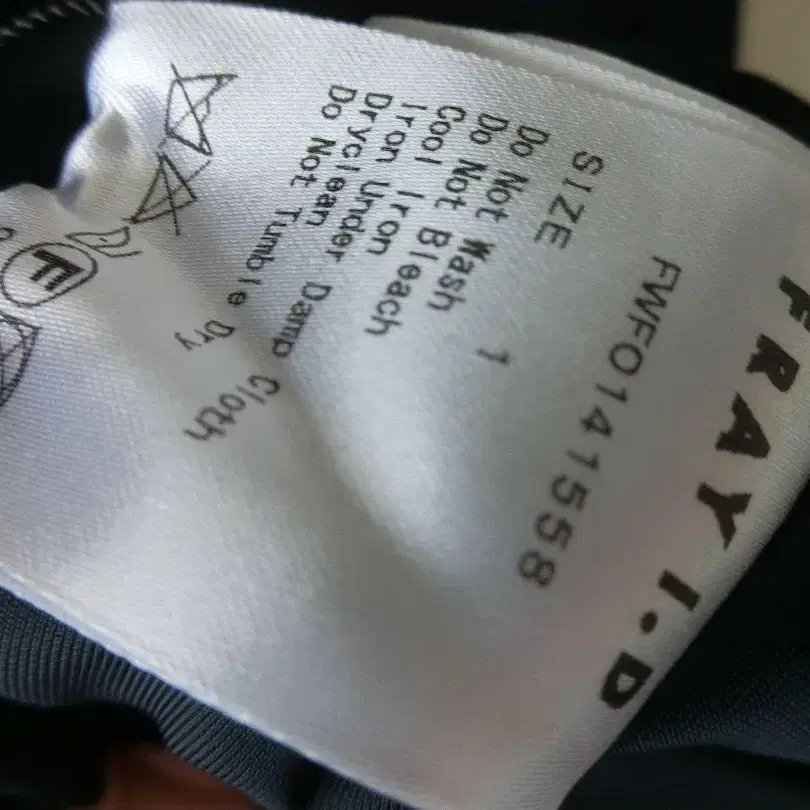 FRAY I.D
FWFO141558
SIZE 1
Do Not Wash
Do Not Bleach
Cool Iron
Iron Under Damp Cloth
Dryclean
Do Not Tumble Dry
F